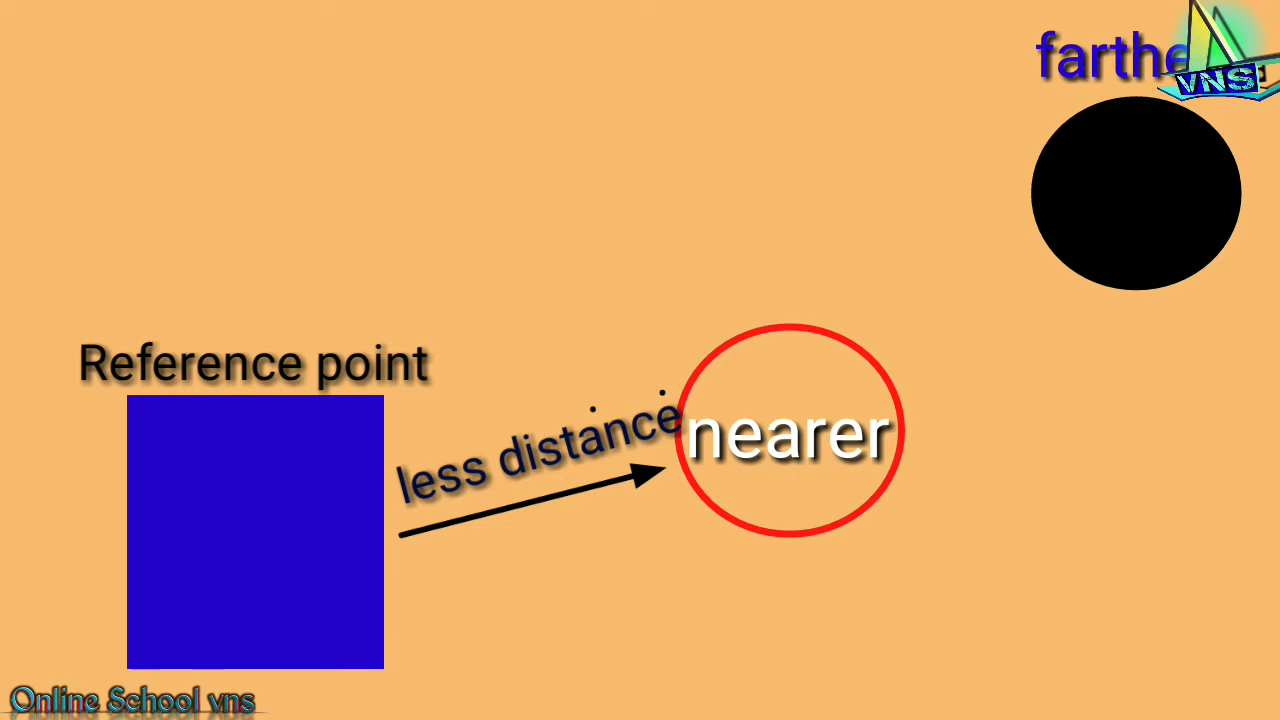 farthe
VNS
Reference point
less distance
nearer
Online School vns